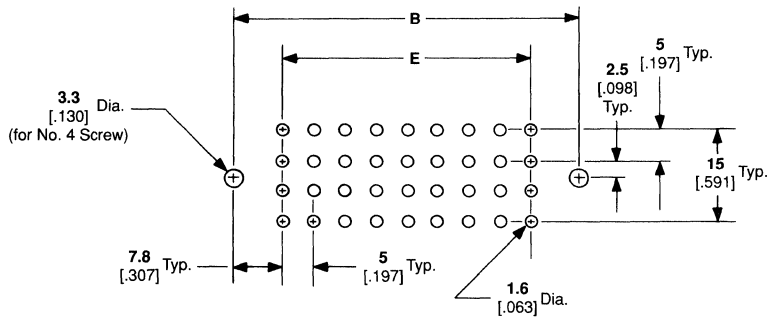 B
E
5
[.197] Typ.
2.5
[.098]
Typ.
3.3
[.130] Dia.
(for No. 4 Screw)
15
[.591] Typ.
7.8
[.307] Typ.
5
[.197] Typ.
1.6
[.063] Dia.